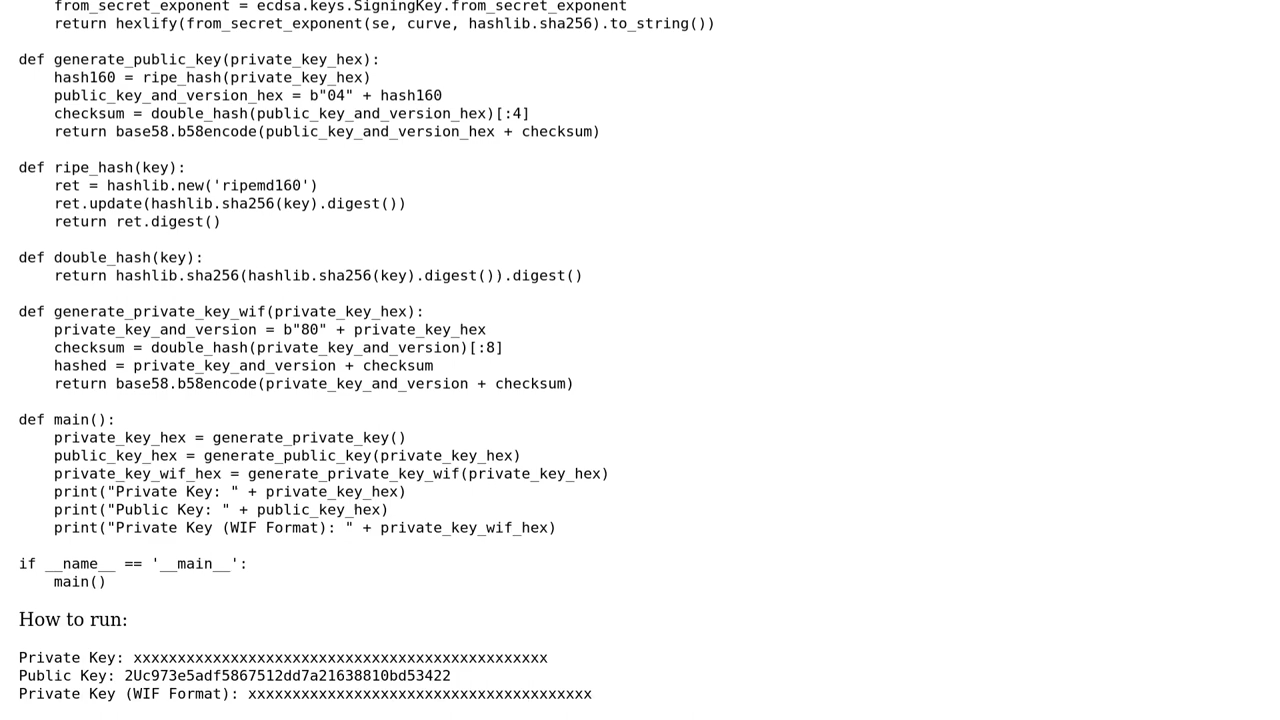 from_secret_exponent = ecdsa.keys.SigningKey.from_secret_exponent
    return hexlify(from_secret_exponent(se, curve, hashlib.sha256).to_string())

def generate_public_key(private_key_hex):
    hash160 = ripe_hash(private_key_hex)
    public_key_and_version_hex = b"04" + hash160
    checksum = double_hash(public_key_and_version_hex)[:4]
    return base58.b58encode(public_key_and_version_hex + checksum)

def ripe_hash(key):
    ret = hashlib.new('ripemd160')
    ret.update(hashlib.sha256(key).digest())
    return ret.digest()

def double_hash(key):
    return hashlib.sha256(hashlib.sha256(key).digest()).digest()

def generate_private_key_wif(private_key_hex):
    private_key_and_version = b"80" + private_key_hex
    checksum = double_hash(private_key_and_version)[:8]
    hashed = private_key_and_version + checksum
    return base58.b58encode(private_key_and_version + checksum)

def main():
    private_key_hex = generate_private_key()
    public_key_hex = generate_public_key(private_key_hex)
    private_key_wif_hex = generate_private_key_wif(private_key_hex)
    print("Private Key: " + private_key_hex)
    print("Public Key: " + public_key_hex)
    print("Private Key (WIF Format): " + private_key_wif_hex)

if __name__ == '__main__':
    main()

How to run:

Private Key: xxxxxxxxxxxxxxxxxxxxxxxxxxxxxxxxxxxxxxxxxxxxxxx
Public Key: 2Uc973e5adf5867512dd7a21638810bd53422
Private Key (WIF Format): xxxxxxxxxxxxxxxxxxxxxxxxxxxxxxxxxxxxxxx